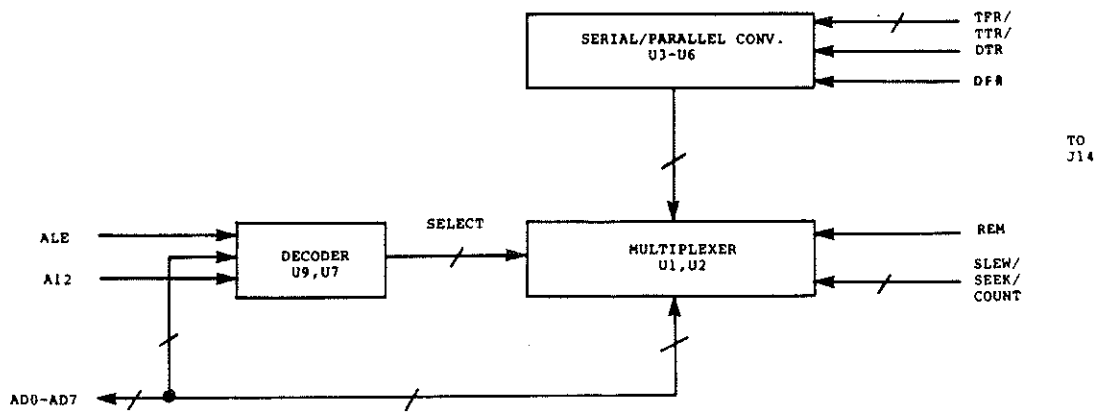 TFR/
TTR/
DTR
SERIAL/PARALLEL CONV.
U3-U6
DFR
TO
J14
ALE
SELECT
DECODER
U9,U7
MULTIPLEXER
U1,U2
REM
A12
SLEW/
SEEK/
COUNT
AD0-AD7